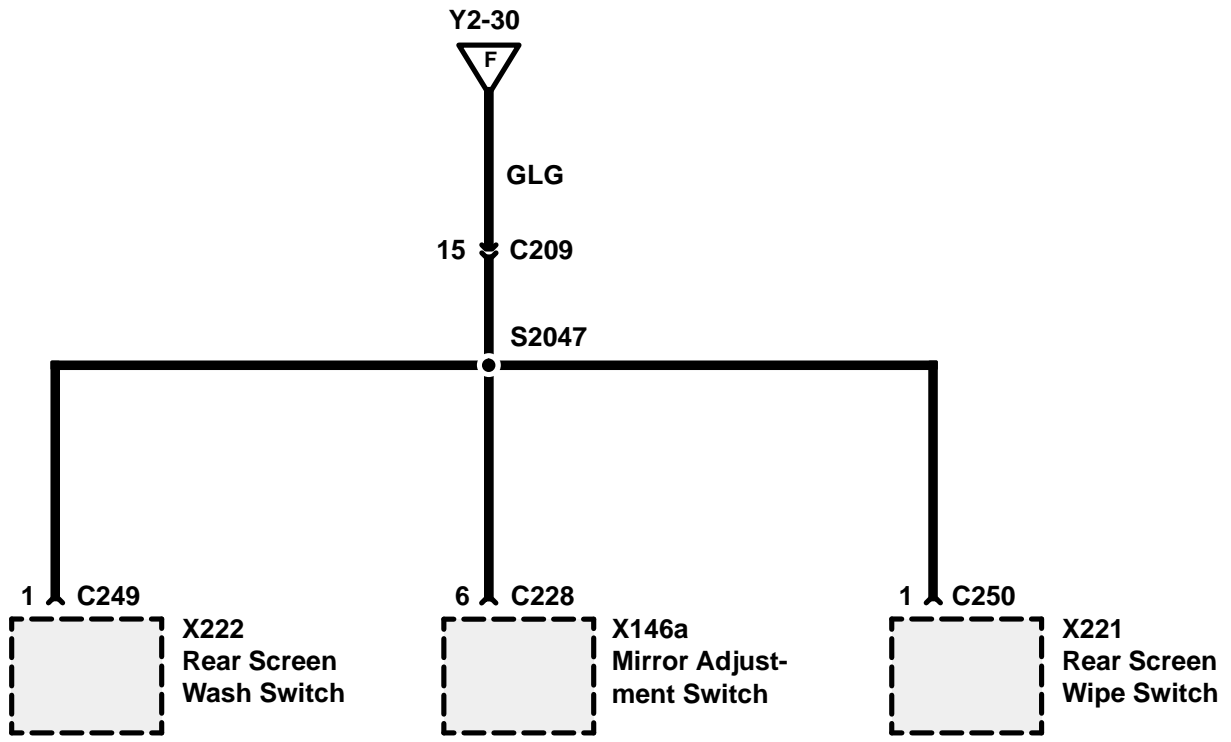 Y2-30
F
GLG
15 C209
S2047
1 C249
6 C228
1 C250
X222
Rear Screen
Wash Switch
X146a
Mirror Adjust-
ment Switch
X221
Rear Screen
Wipe Switch